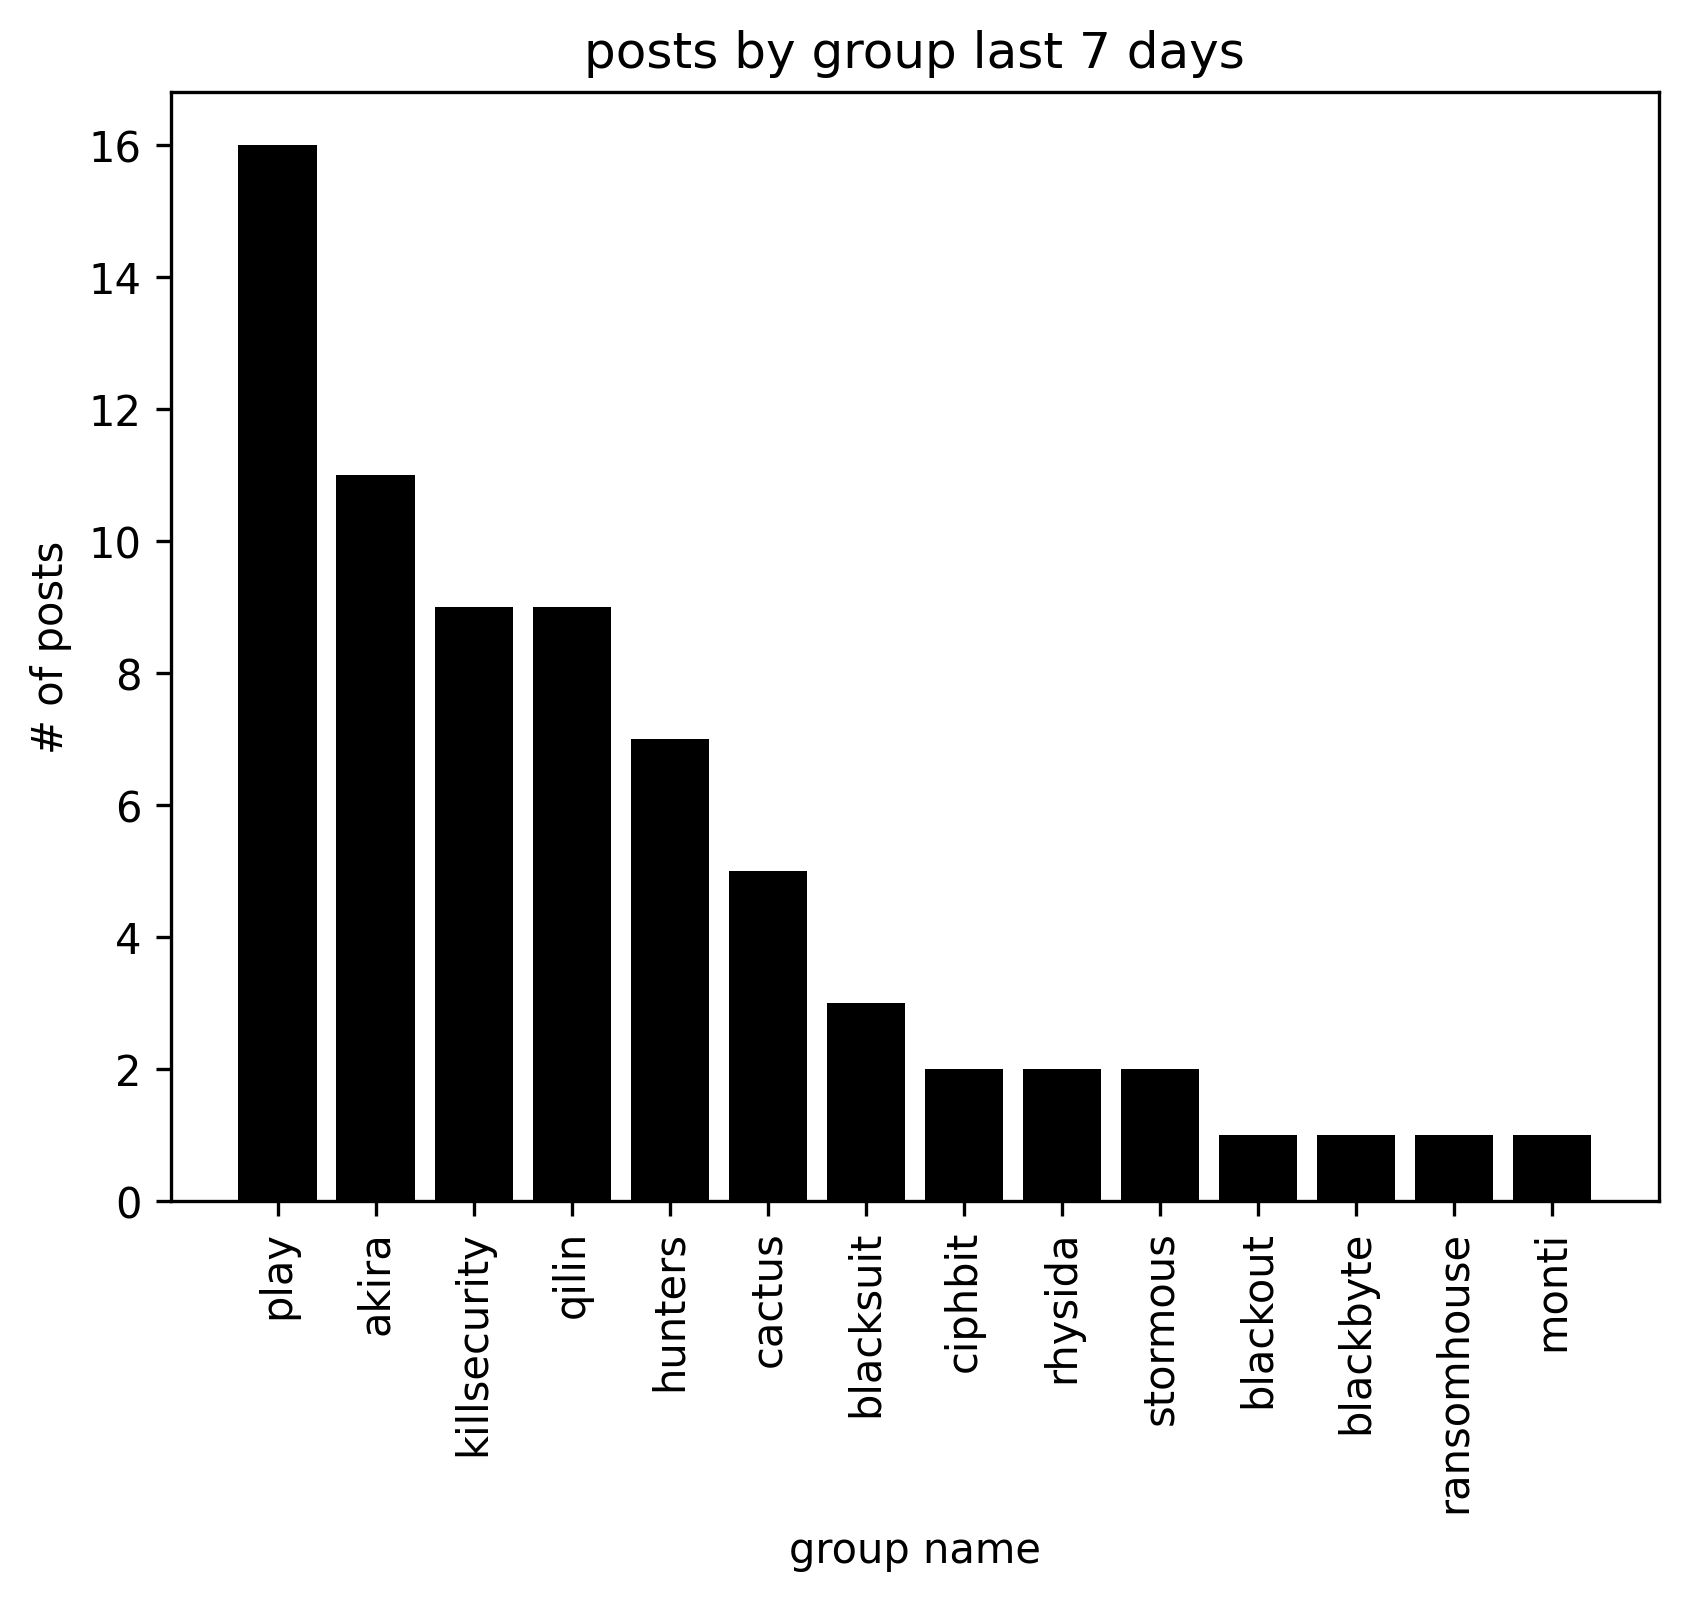 posts by group last 7 days
# of posts
16
14
12
10
8
6
4
2
0
play
akira
killsecurity
qilin
hunters
cactus
blacksuit
ciphbit
rhysida
stormous
blackout
blackbyte
ransomhouse
monti
group name